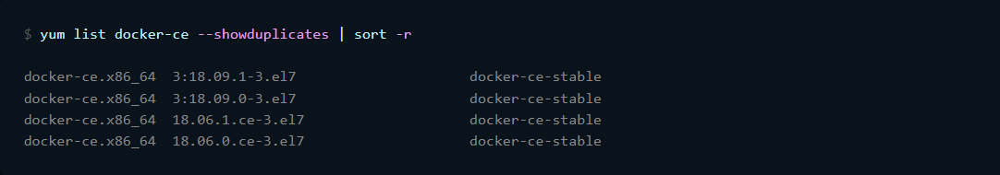 $ yum list docker-ce --showduplicates | sort -r
docker-ce.x86_64  3:18.09.1-3.el7                     docker-ce-stable
docker-ce.x86_64  3:18.09.0-3.el7                     docker-ce-stable
docker-ce.x86_64  18.06.1.ce-3.el7                    docker-ce-stable
docker-ce.x86_64  18.06.0.ce-3.el7                    docker-ce-stable